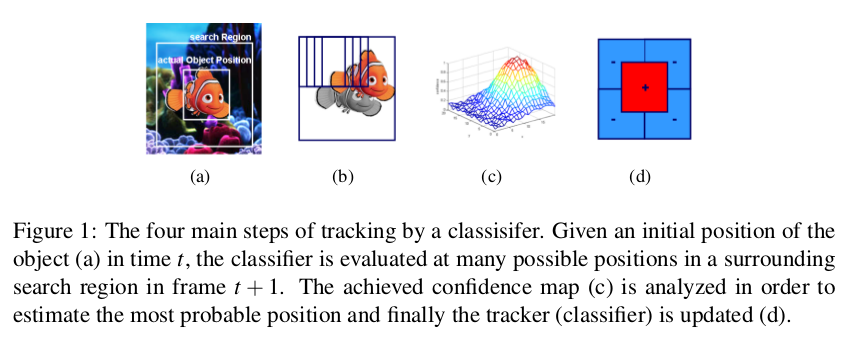 search Region
actual Object Position
(a)
(b)
(c)
(d)
Figure 1: The four main steps of tracking by a classisifer. Given an initial position of the
object (a) in time t, the classifier is evaluated at many possible positions in a surrounding
search region in frame t + 1. The achieved confidence map (c) is analyzed in order to
estimate the most probable position and finally the tracker (classifier) is updated (d).